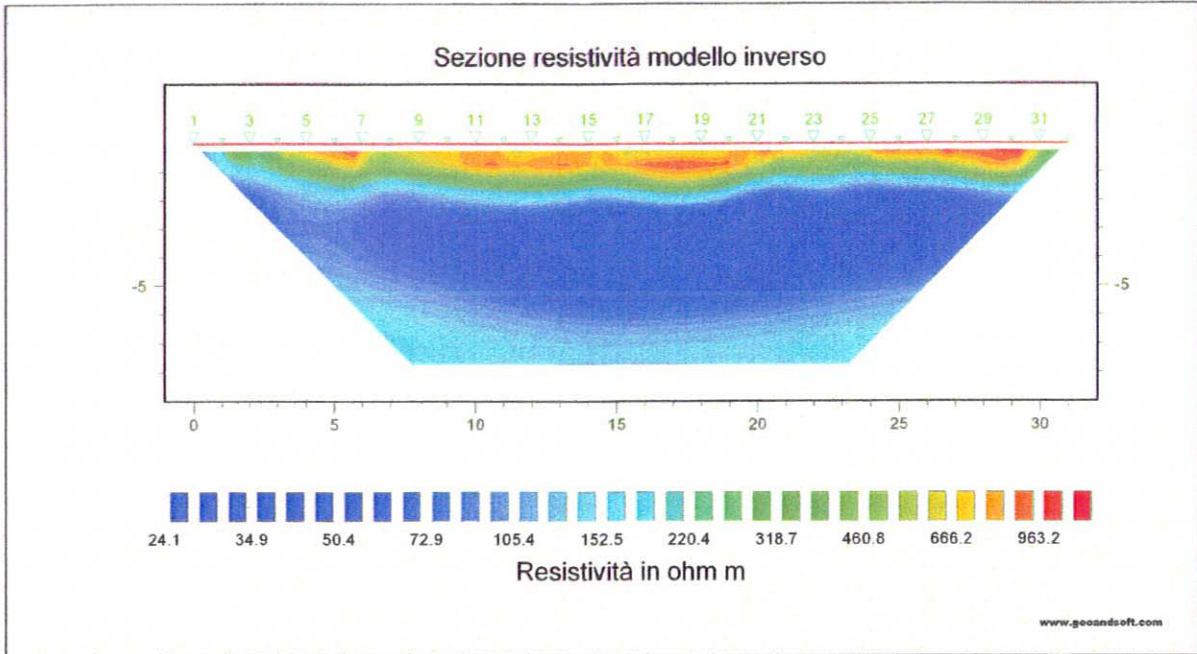 Sezione resistività modello inverso
1 3 5 7 9 11 13 15 17 19 21 23 25 27 29 31
-5 -5
0 5 10 15 20 25 30
24.1 34.9 50.4 72.9 105.4 152.5 220.4 318.7 460.8 666.2 963.2
Resistività in ohm m
www.geoandsoft.com